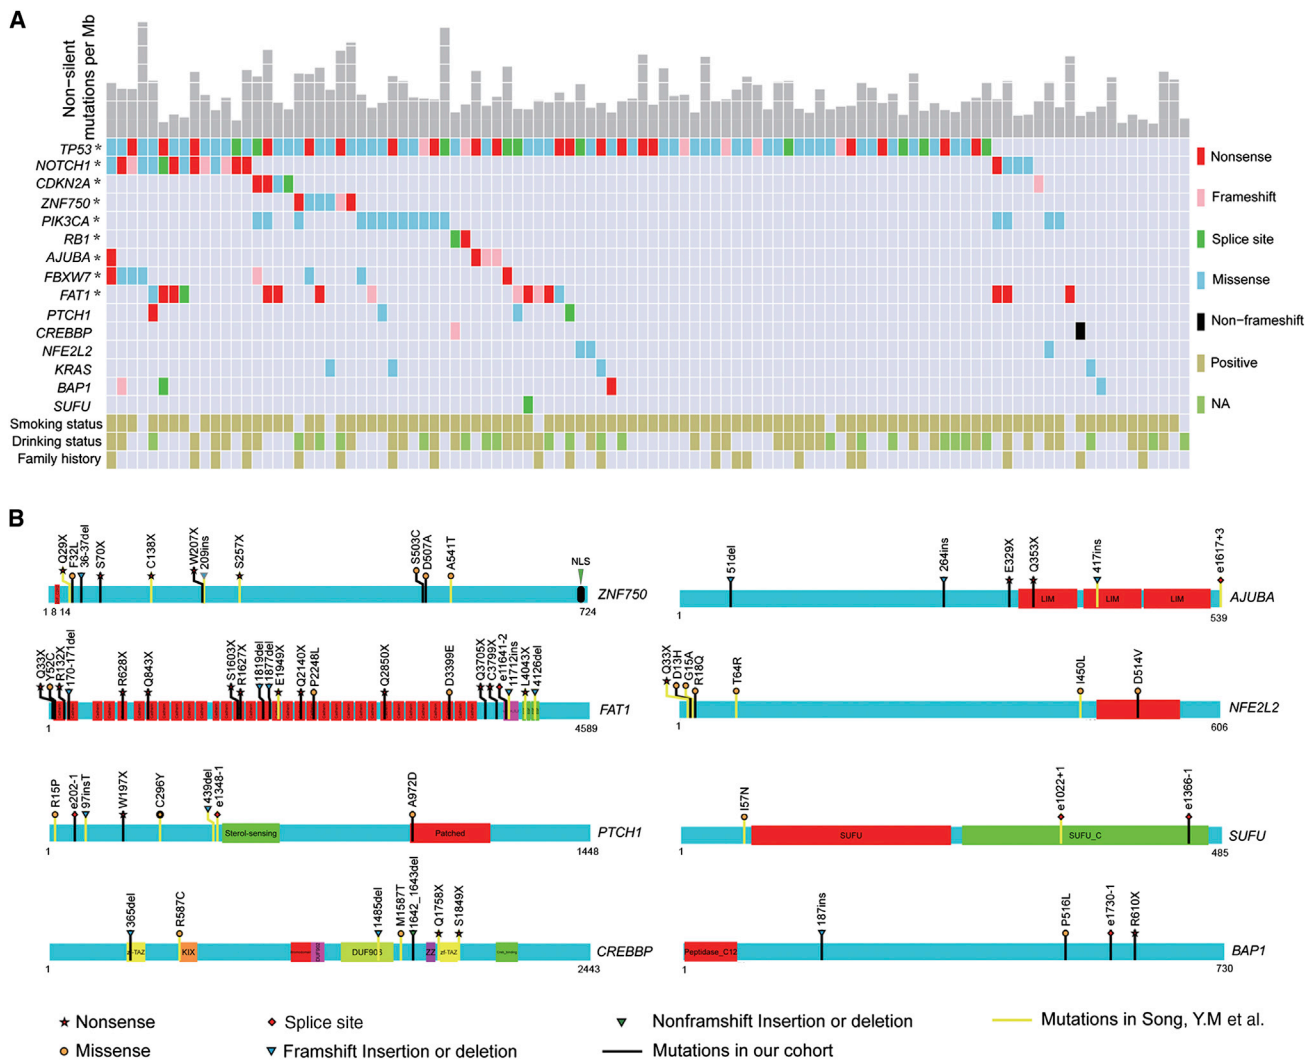 A
Non-silent
mutations per Mb
TP53 *
NOTCH1 *
CDKN2A *
ZNF750 *
PIK3CA *
RB1 *
AJUBA *
FBXW7 *
FAT1 *
PTCH1
CREBBP
NFE2L2
KRAS
BAP1
SUFU
Smoking status
Drinking status
Family history
Nonsense
Frameshift
Splice site
Missense
Non-frameshift
Positive
NA
B
Q29X
F32L
36-37del
S70X
C138X
W207X
209ins
S257X
S503C
D507A
A541T
NLS
1 8 14
724
ZNF750
51del
264ins
E329X
Q353X
417ins
e1617+3
LIM
LIM
LIM
1
539
AJUBA
Q33X
Y52C
R132X
170-171del
R628X
Q843X
S1603X
R1627X
1819del
1877del
E1949X
Q2140X
P2248L
Q2850X
D3399E
Q3705X
C3799X
e11641-2
11712ins
L4043X
4126del
1
4589
FAT1
Q33X
D13H
G15A
R18Q
T64R
I450L
D514V
1
606
NFE2L2
R15P
e202-1
97insT
W197X
C296Y
439del
e1348-1
A972D
Sterol-sensing
Patched
1
1448
PTCH1
I57N
e1022+1
e1366-1
SUFU
SUFU_C
1
485
SUFU
365del
R587C
1485del
M1587T
1642_1643del
Q1758X
S1849X
zf-TAZ
KIX
DUF902
DUF906
ZZ
zf-TAZ
1
2443
CREBBP
187ins
P516L
e1730-1
R610X
Peptidase_C12
1
730
BAP1
Nonsense
Splice site
Nonframshift Insertion or deletion
Mutations in Song, Y.M et al.
Missense
Framshift Insertion or deletion
Mutations in our cohort